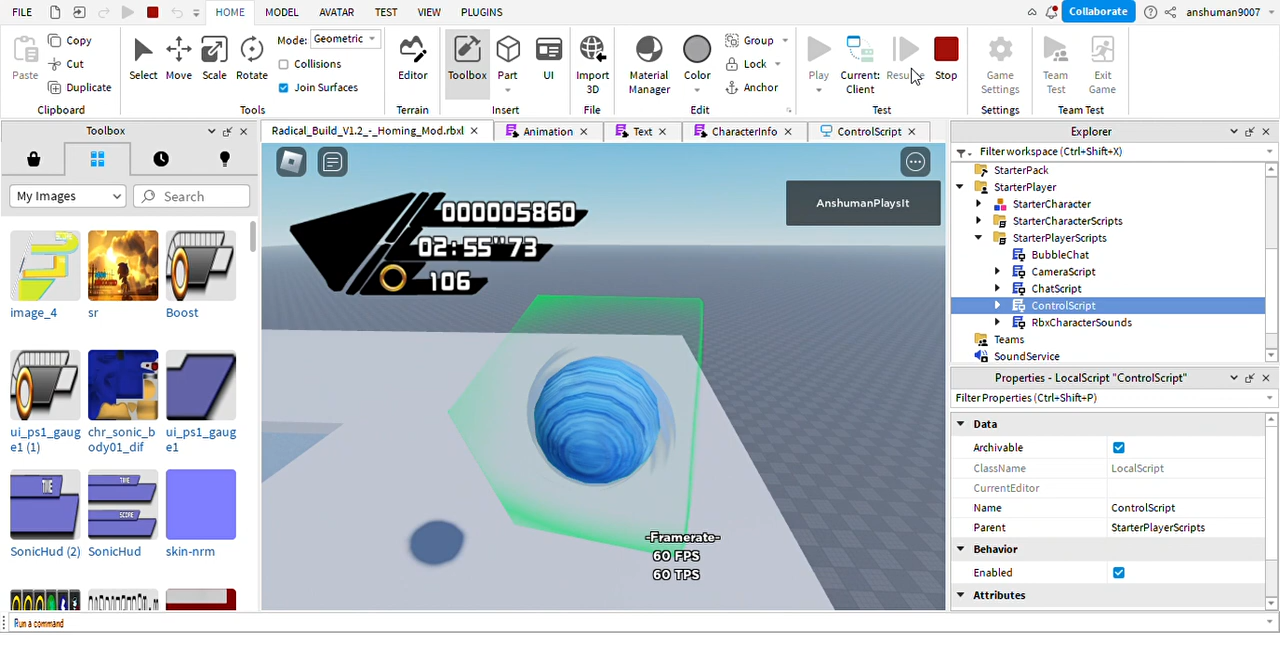 FILE HOME MODEL AVATAR TEST VIEW PLUGINS Collaborate anshuman9007
Paste Copy Cut Duplicate Clipboard
Select Move Scale Rotate Mode: Geometric Collisions Join Surfaces Tools
Editor Terrain
Toolbox Part UI Insert
Import 3D File
Material Manager Color Group Lock Anchor Edit
Play Current: Client Resume Stop Test
Game Settings Settings
Team Test Exit Game Team Test
Toolbox
My Images Search
image_4 sr Boost
ui_ps1_gauge1 (1) chr_sonic_body01_dif ui_ps1_gauge1
SonicHud (2) SonicHud skin-nrm
TIME TIME
SCORE
Radical_Build_V1.2_-_Homing_Mod.rbxl Animation Text CharacterInfo ControlScript
000005860
02:55"73
106
AnshumanPlaysIt
-Framerate-
60 FPS
60 TPS
Explorer
Filter workspace (Ctrl+Shift+X)
StarterPack
StarterPlayer
StarterCharacter
StarterCharacterScripts
StarterPlayerScripts
BubbleChat
CameraScript
ChatScript
ControlScript
RbxCharacterSounds
Teams
SoundService
Properties - LocalScript "ControlScript"
Filter Properties (Ctrl+Shift+P)
Data
Archivable
ClassName LocalScript
CurrentEditor
Name ControlScript
Parent StarterPlayerScripts
Behavior
Enabled
Attributes
Run a command